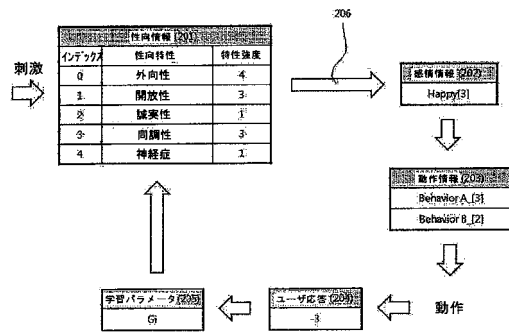 206
性向情報 (201)
インデックス 性向特性 特性強度
0 外向性 4
1 開放性 3
2 誠実性 1
3 同調性 3
4 神経症 1
刺激
感情情報 (202)
Happy[3]
動作情報 (203)
Behavior A_[3]
Behavior B_[2]
動作
ユーザ応答 (204)
学習パラメータ (205)
Gi